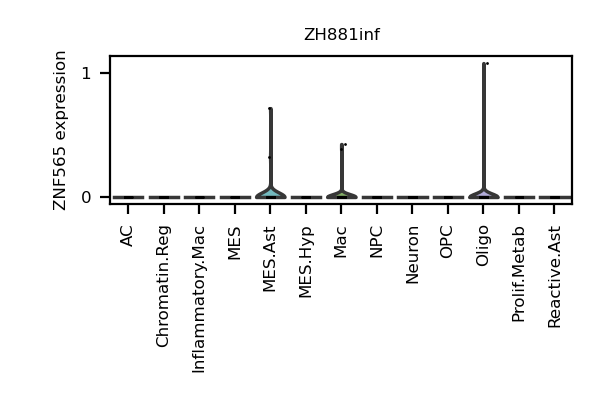 ZH881inf
ZNF565 expression
1
0
AC
Chromatin.Reg
Inflammatory.Mac
MES
MES.Ast
MES.Hyp
Mac
NPC
Neuron
OPC
Oligo
Prolif.Metab
Reactive.Ast